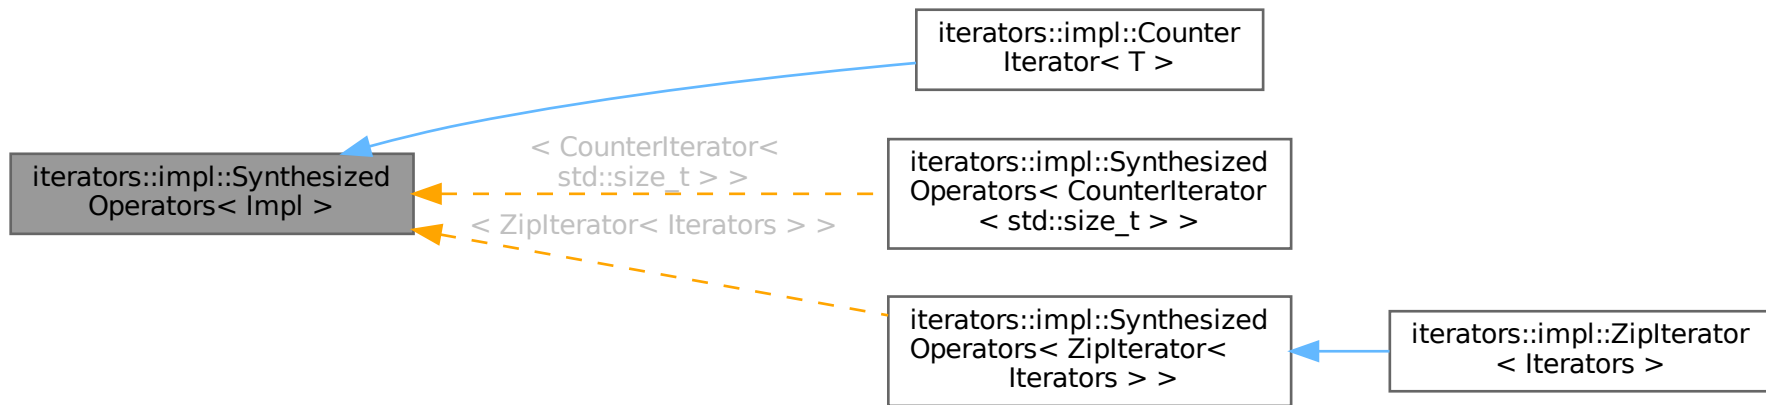 iterators::impl::Counter
Iterator< T >
iterators::impl::Synthesized
Operators< Impl >
< CounterIterator<
std::size_t > >
< ZipIterator< Iterators > >
iterators::impl::Synthesized
Operators< CounterIterator
< std::size_t > >
iterators::impl::Synthesized
Operators< ZipIterator<
Iterators > >
iterators::impl::ZipIterator
< Iterators >